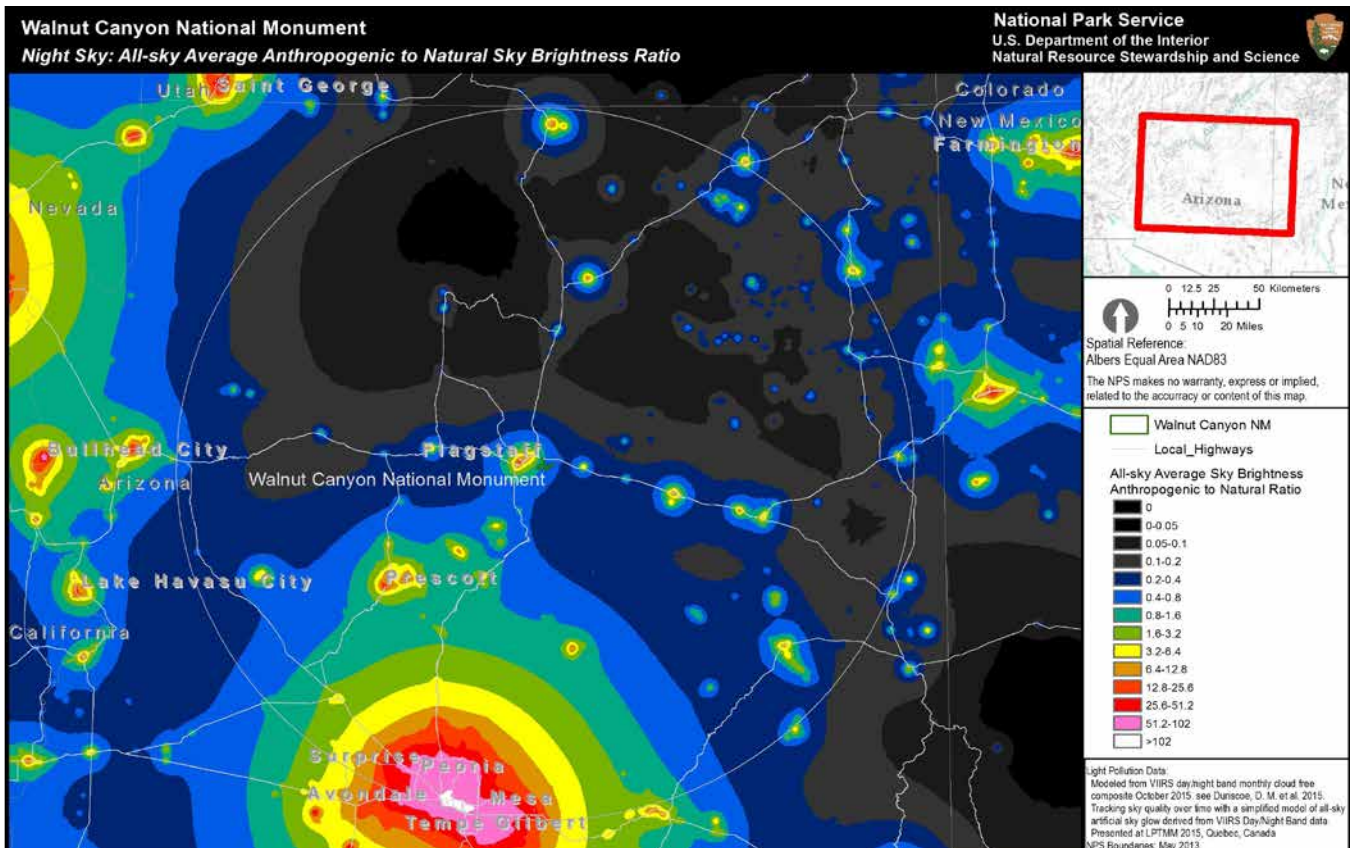 Walnut Canyon National Monument
Night Sky: All-sky Average Anthropogenic to Natural Sky Brightness Ratio
National Park Service
U.S. Department of the Interior
Natural Resource Stewardship and Science
Utah
Saint George
Colorado
New Mexico
Farmington
Nevada
Bullhead City
Flagstaff
Arizona
Walnut Canyon National Monument
Lake Havasu City
Prescott
California
Surprise
Peoria
Avondale
Mesa
Tempe Gilbert
Arizona
0 12.5 25 50 Kilometers
0 5 10 20 Miles
Spatial Reference:
Albers Equal Area NAD83
The NPS makes no warranty, express or implied,
related to the accurracy or content of this map.
Walnut Canyon NM
Local_Highways
All-sky Average Sky Brightness
Anthropogenic to Natural Ratio
0
0-0.05
0.05-0.1
0.1-0.2
0.2-0.4
0.4-0.8
0.8-1.6
1.6-3.2
3.2-6.4
6.4-12.8
12.8-25.6
25.6-51.2
51.2-102
>102
Light Pollution Data:
Modeled from VIIRS day/night band monthly cloud free
composite October 2015. see Duriscoe, D. M. et al. 2015.
Tracking sky quality over time with a simplified model of all-sky
artificial sky glow derived from VIIRS Day/Night Band data
Presented at LPTMM 2015, Quebec, Canada
NPS Boundaries: May 2013